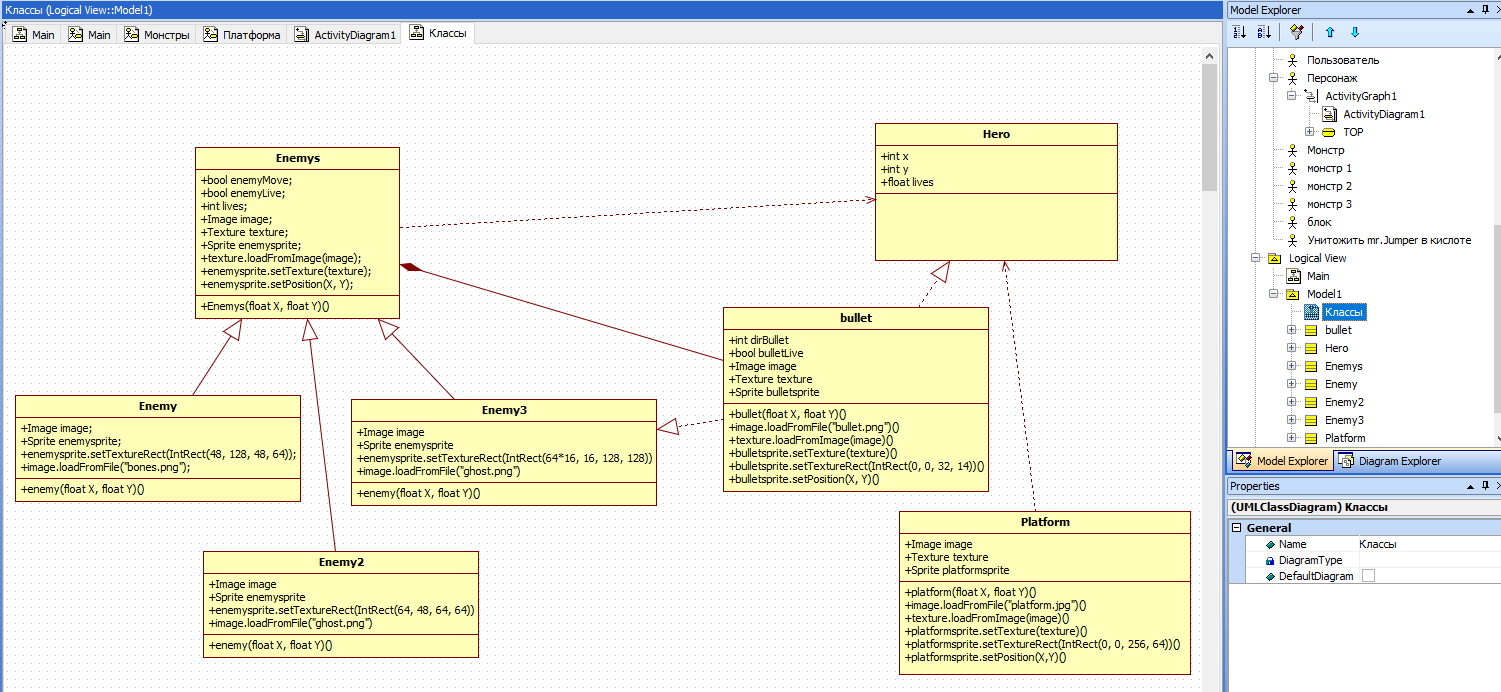 Классы (Logical View::Model1)
Main
Main
Монстры
Платформа
ActivityDiagram1
Классы
Enemys
+bool enemyMove;
+bool enemyLive;
+int lives;
+Image image;
+Texture texture;
+Sprite enemysprite;
+texture.loadFromImage(image);
+enemysprite.setTexture(texture);
+enemysprite.setPosition(X, Y);
+Enemys(float X, float Y)()
Hero
+int x
+int y
+float lives
bullet
+int dirBullet
+bool bulletLive
+Image image
+Texture texture
+Sprite bulletsprite
+bullet(float X, float Y)()
+image.loadFromFile("bullet.png")()
+texture.loadFromImage(image)()
+bulletsprite.setTexture(texture)()
+bulletsprite.setTextureRect(IntRect(0, 0, 32, 14))()
+bulletsprite.setPosition(X, Y)()
Enemy
+Image image;
+Sprite enemysprite;
+enemysprite.setTextureRect(IntRect(48, 128, 48, 64);
+image.loadFromFile("bones.png");
+enemy(float X, float Y)()
Enemy3
+Image image
+Sprite enemysprite
+enemysprite.setTextureRect(IntRect(64*16, 16, 128, 128))
+image.loadFromFile("ghost.png")
+enemy(float X, float Y)()
Enemy2
+Image image
+Sprite enemysprite
+enemysprite.setTextureRect(IntRect(64, 48, 64, 64))
+image.loadFromFile("ghost.png")
+enemy(float X, float Y)()
Platform
+Image image
+Texture texture
+Sprite platformsprite
+platform(float X, float Y)()
+image.loadFromFile("platform.jpg")()
+texture.loadFromImage(image)()
+platformsprite.setTexture(texture)()
+platformsprite.setTextureRect(IntRect(0, 0, 256, 64))()
+platformsprite.setPosition(X,Y)()
Model Explorer
Пользователь
Персонаж
ActivityGraph1
ActivityDiagram1
TOP
Монстр
монстр 1
монстр 2
монстр 3
блок
Унитожить mr.Jumper в кислоте
Logical View
Main
Model1
Классы
bullet
Hero
Enemys
Enemy
Enemy2
Enemy3
Platform
Model Explorer
Diagram Explorer
Properties
(UMLClassDiagram) Классы
General
Name Классы
DiagramType
DefaultDiagram